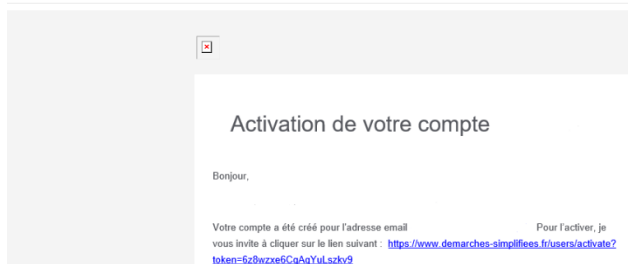 Activation de votre compte
Bonjour,
Votre compte a été créé pour l'adresse email Pour l'activer, je
vous invite à cliquer sur le lien suivant : https://www.demarches-simplifiees.fr/users/activate?
token=6z8wzxe6CgAgYuLszkv9